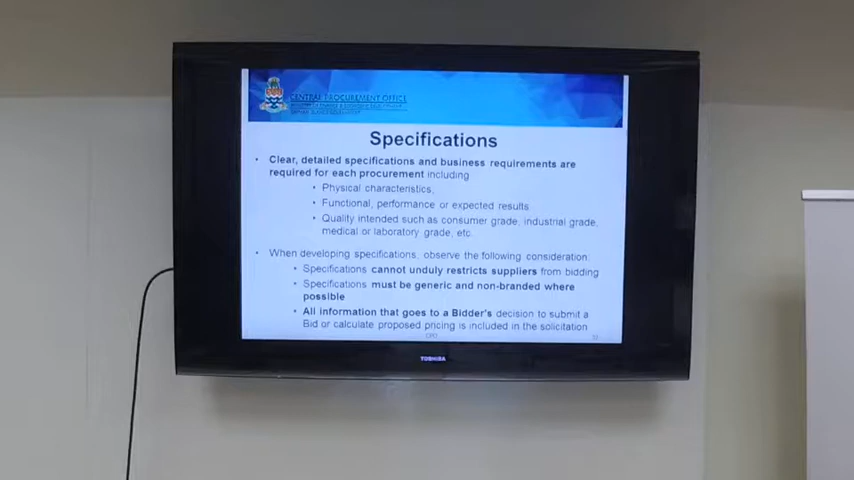 CENTRAL PROCUREMENT OFFICE
Specifications
• Clear, detailed specifications and business requirements are
required for each procurement including
• Physical characteristics,
• Functional, performance or expected results
• Quality intended such as consumer grade, industrial grade,
medical or laboratory grade, etc.
• When developing specifications, observe the following consideration:
• Specifications cannot unduly restricts suppliers from bidding
• Specifications must be generic and non-branded where
possible
• All information that goes to a Bidder's decision to submit a
Bid or calculate proposed pricing is included in the solicitation
CPO
TOSHIBA